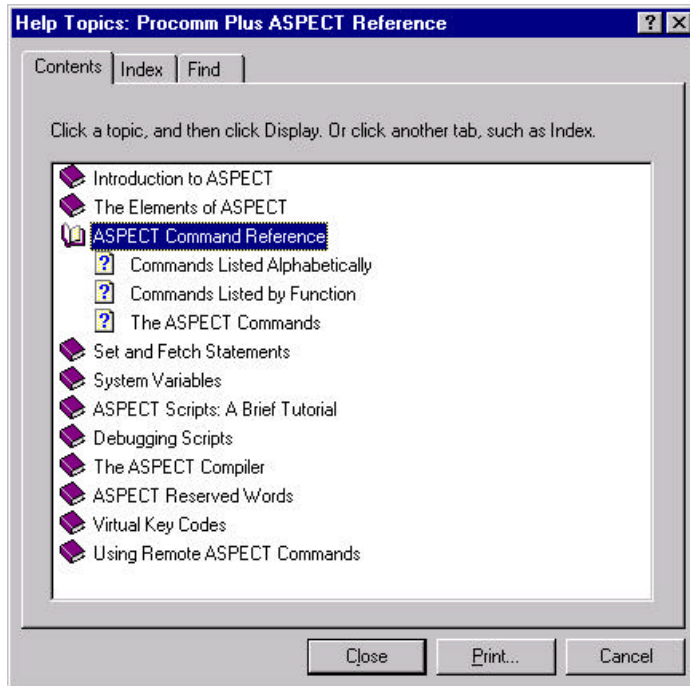 Help Topics: Procomm Plus ASPECT Reference
Contents Index Find
Click a topic, and then click Display. Or click another tab, such as Index.
Introduction to ASPECT
The Elements of ASPECT
ASPECT Command Reference
Commands Listed Alphabetically
Commands Listed by Function
The ASPECT Commands
Set and Fetch Statements
System Variables
ASPECT Scripts: A Brief Tutorial
Debugging Scripts
The ASPECT Compiler
ASPECT Reserved Words
Virtual Key Codes
Using Remote ASPECT Commands
Close Print... Cancel